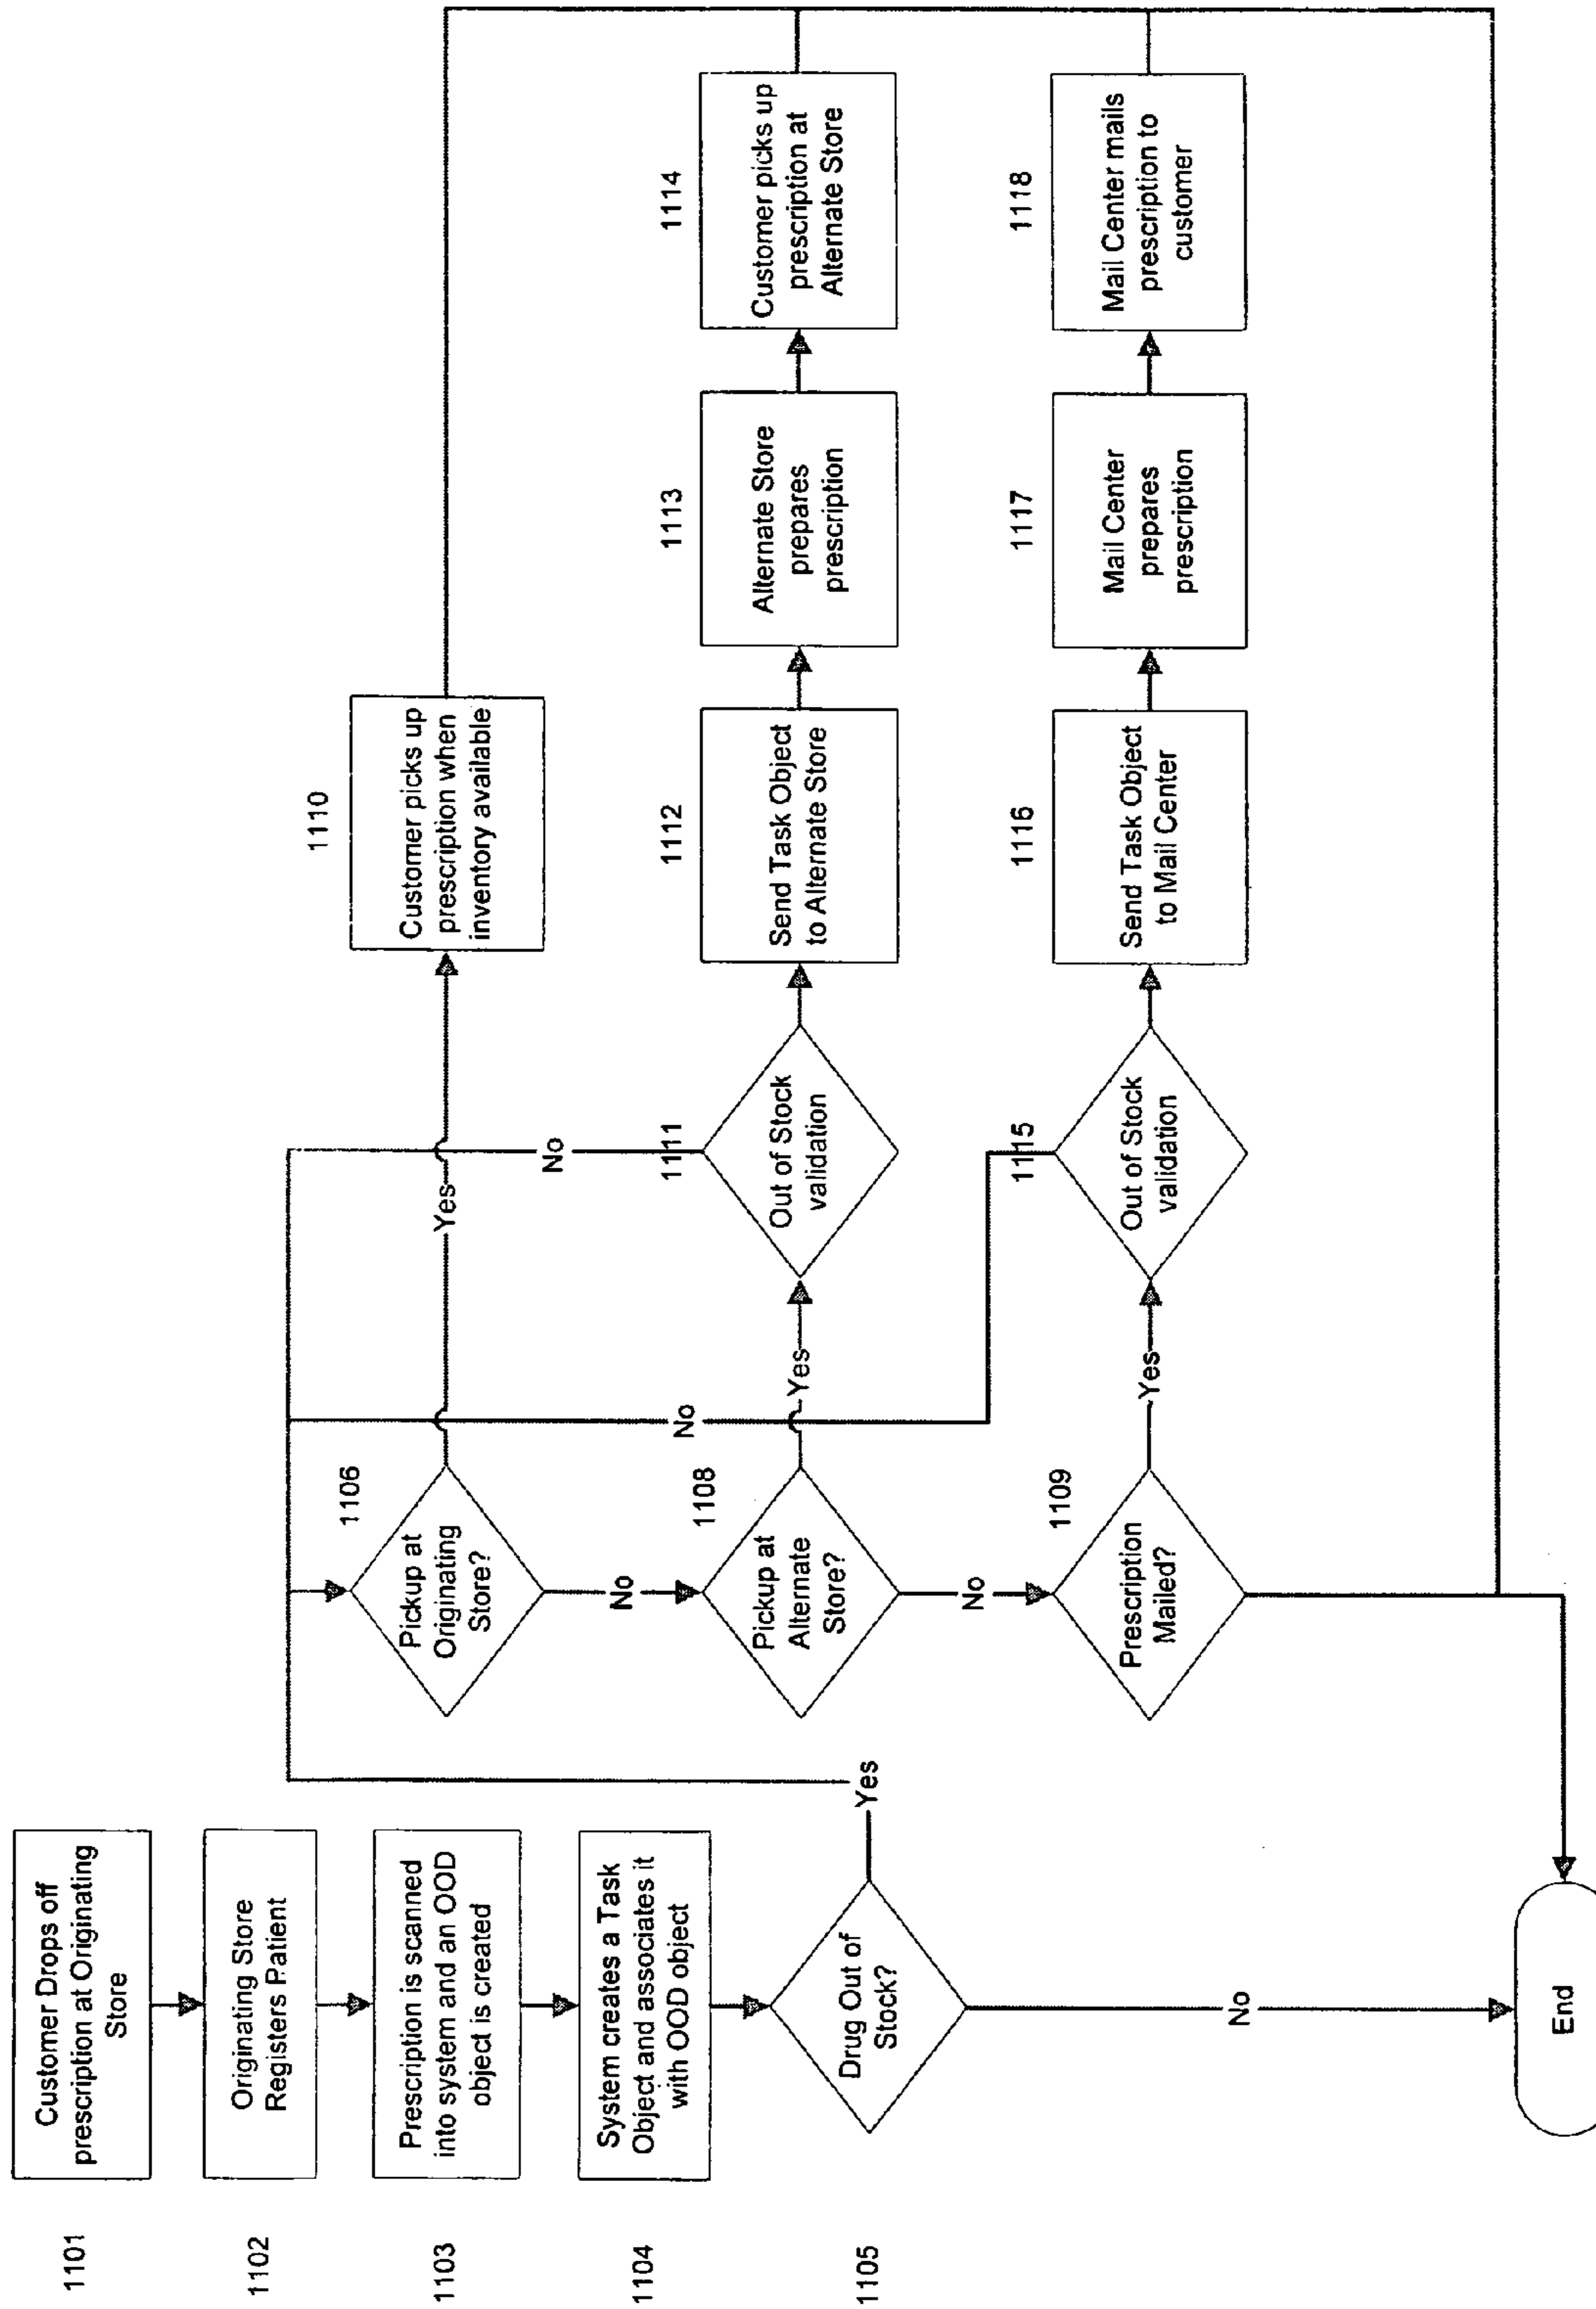 1101
Customer Drops off
prescription at Originating
Store
1102
Originating Store
Registers Patient
1103
Prescription is scanned
into system and an OOD
object is created
1104
System creates a Task
Object and associates it
with OOD object
1105
Drug Out of
Stock?
Yes
No
End
1106
Pickup at
Originating
Store?
Yes
No
1110
Customer picks up
prescription when
inventory available
1108
Pickup at
Alternate
Store?
Yes
No
1111
Out of Stock
validation
No
1112
Send Task Object
to Alternate Store
1113
Alternate Store
prepares
prescription
1114
Customer picks up
prescription at
Alternate Store
1109
Prescription
Mailed?
Yes
1115
Out of Stock
validation
No
1116
Send Task Object
to Mail Center
1117
Mail Center
prepares
prescription
1118
Mail Center mails
prescription to
customer